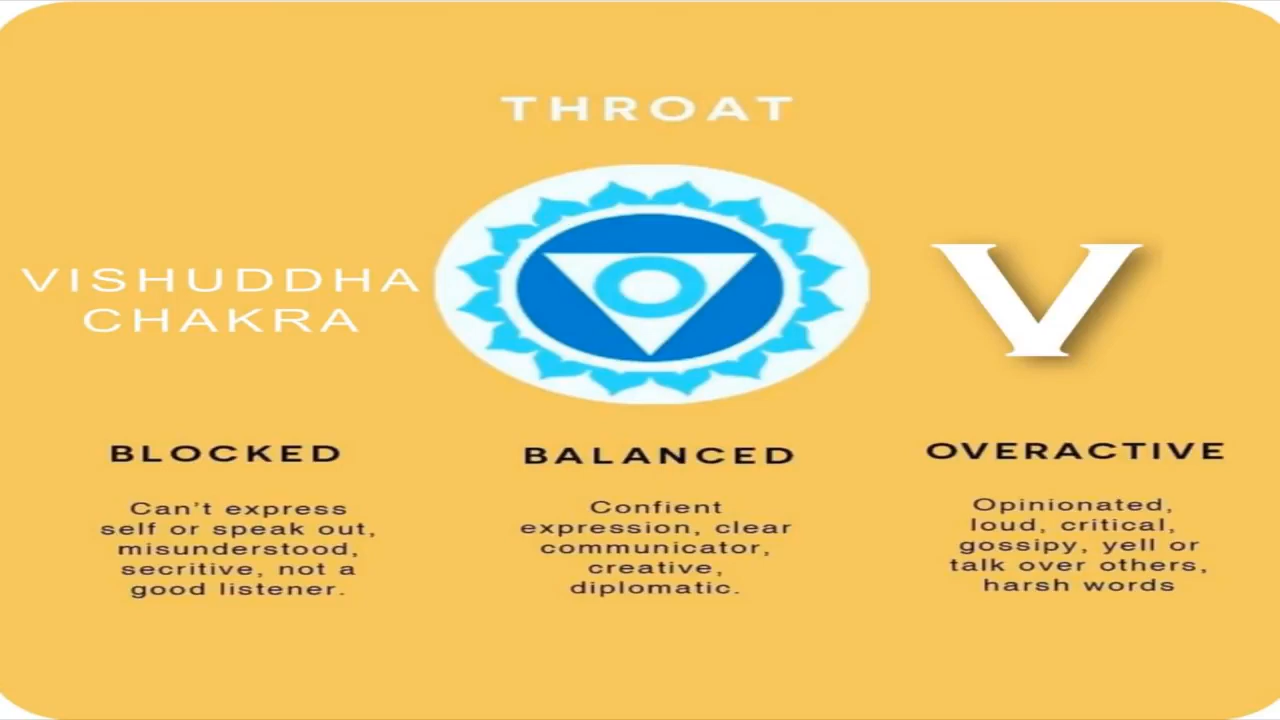 THROAT
VISHUDDHA
CHAKRA
V
BLOCKED
Can't express
self or speak out,
misunderstood,
secritive, not a
good listener.
BALANCED
Confient
expression, clear
communicator,
creative,
diplomatic.
OVERACTIVE
Opinionated,
loud, critical,
gossipy, yell or
talk over others,
harsh words